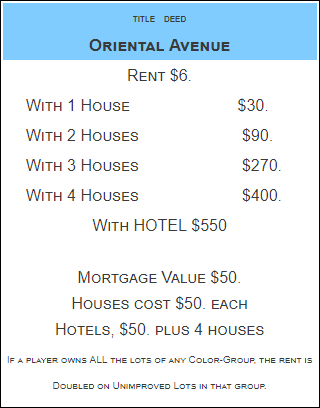 TITLE DEED
ORIENTAL AVENUE
RENT $6.
WITH 1 HOUSE $30.
WITH 2 HOUSES $90.
WITH 3 HOUSES $270.
WITH 4 HOUSES $400.
WITH HOTEL $550
MORTGAGE VALUE $50.
HOUSES COST $50. EACH
HOTELS, $50. PLUS 4 HOUSES
IF A PLAYER OWNS ALL THE LOTS OF ANY COLOR-GROUP, THE RENT IS
DOUBLED ON UNIMPROVED LOTS IN THAT GROUP.